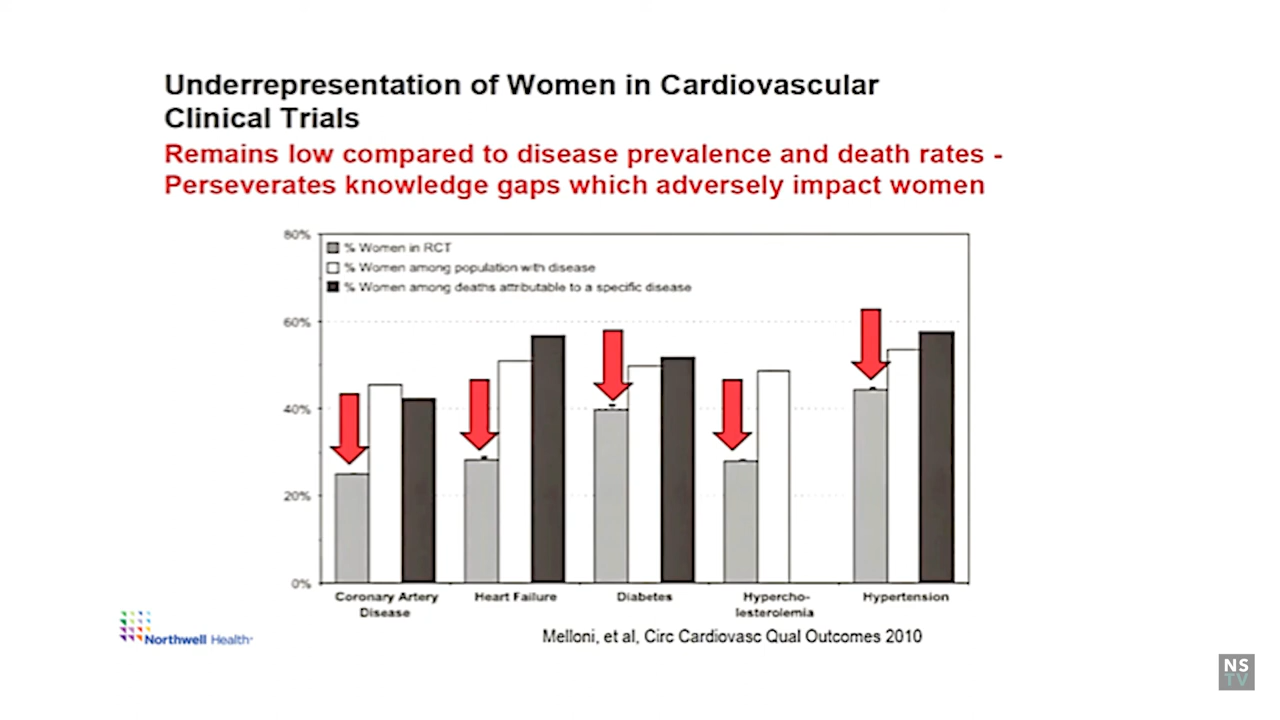 Underrepresentation of Women in Cardiovascular
Clinical Trials
Remains low compared to disease prevalence and death rates -
Perseverates knowledge gaps which adversely impact women
80%
% Women in RCT
% Women among population with disease
% Women among deaths attributable to a specific disease
60%
40%
20%
0%
Coronary Artery
Disease
Heart Failure
Diabetes
Hypercho-
lesterolemia
Hypertension
Northwell Health
Melloni, et al, Circ Cardiovasc Qual Outcomes 2010
NS
TV